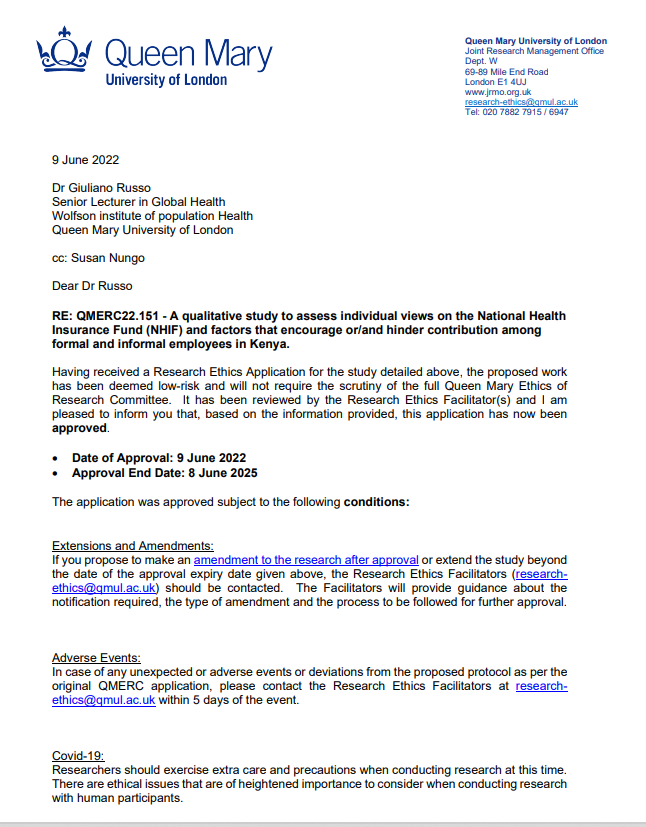 Queen Mary
University of London
Queen Mary University of London
Joint Research Management Office
Dept. W
69-89 Mile End Road
London E1 4UJ
www.jrmo.org.uk
research-ethics@qmul.ac.uk
Tel: 020 7882 7915 / 6947
9 June 2022
Dr Giuliano Russo
Senior Lecturer in Global Health
Wolfson institute of population Health
Queen Mary University of London
cc: Susan Nungo
Dear Dr Russo
RE: QMERC22.151 - A qualitative study to assess individual views on the National Health
Insurance Fund (NHIF) and factors that encourage or/and hinder contribution among
formal and informal employees in Kenya.
Having received a Research Ethics Application for the study detailed above, the proposed work
has been deemed low-risk and will not require the scrutiny of the full Queen Mary Ethics of
Research Committee. It has been reviewed by the Research Ethics Facilitator(s) and I am
pleased to inform you that, based on the information provided, this application has now been
approved.
• Date of Approval: 9 June 2022
• Approval End Date: 8 June 2025
The application was approved subject to the following conditions:
Extensions and Amendments:
If you propose to make an amendment to the research after approval or extend the study beyond
the date of the approval expiry date given above, the Research Ethics Facilitators (research-
ethics@qmul.ac.uk) should be contacted. The Facilitators will provide guidance about the
notification required, the type of amendment and the process to be followed for further approval.
Adverse Events:
In case of any unexpected or adverse events or deviations from the proposed protocol as per the
original QMERC application, please contact the Research Ethics Facilitators at research-
ethics@qmul.ac.uk within 5 days of the event.
Covid-19:
Researchers should exercise extra care and precautions when conducting research at this time.
There are ethical issues that are of heightened importance to consider when conducting research
with human participants.